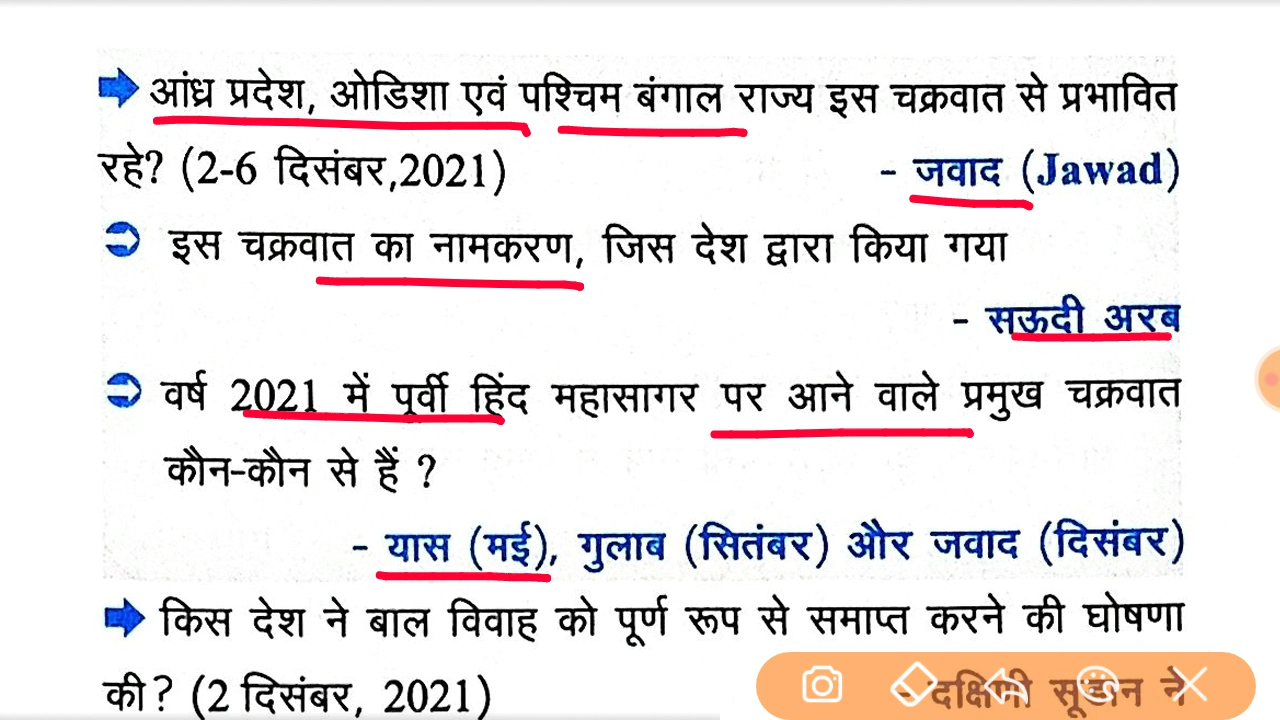 आंध्र प्रदेश, ओडिशा एवं पश्चिम बंगाल राज्य इस चक्रवात से प्रभावित
रहे? (2-6 दिसंबर,2021) - जवाद (Jawad)
इस चक्रवात का नामकरण, जिस देश द्वारा किया गया
- सऊदी अरब
वर्ष 2021 में पूर्वी हिंद महासागर पर आने वाले प्रमुख चक्रवात
कौन-कौन से हैं ?
- यास (मई), गुलाब (सितंबर) और जवाद (दिसंबर)
किस देश ने बाल विवाह को पूर्ण रूप से समाप्त करने की घोषणा
की? (2 दिसंबर, 2021) - दक्षिणी सूडान ने